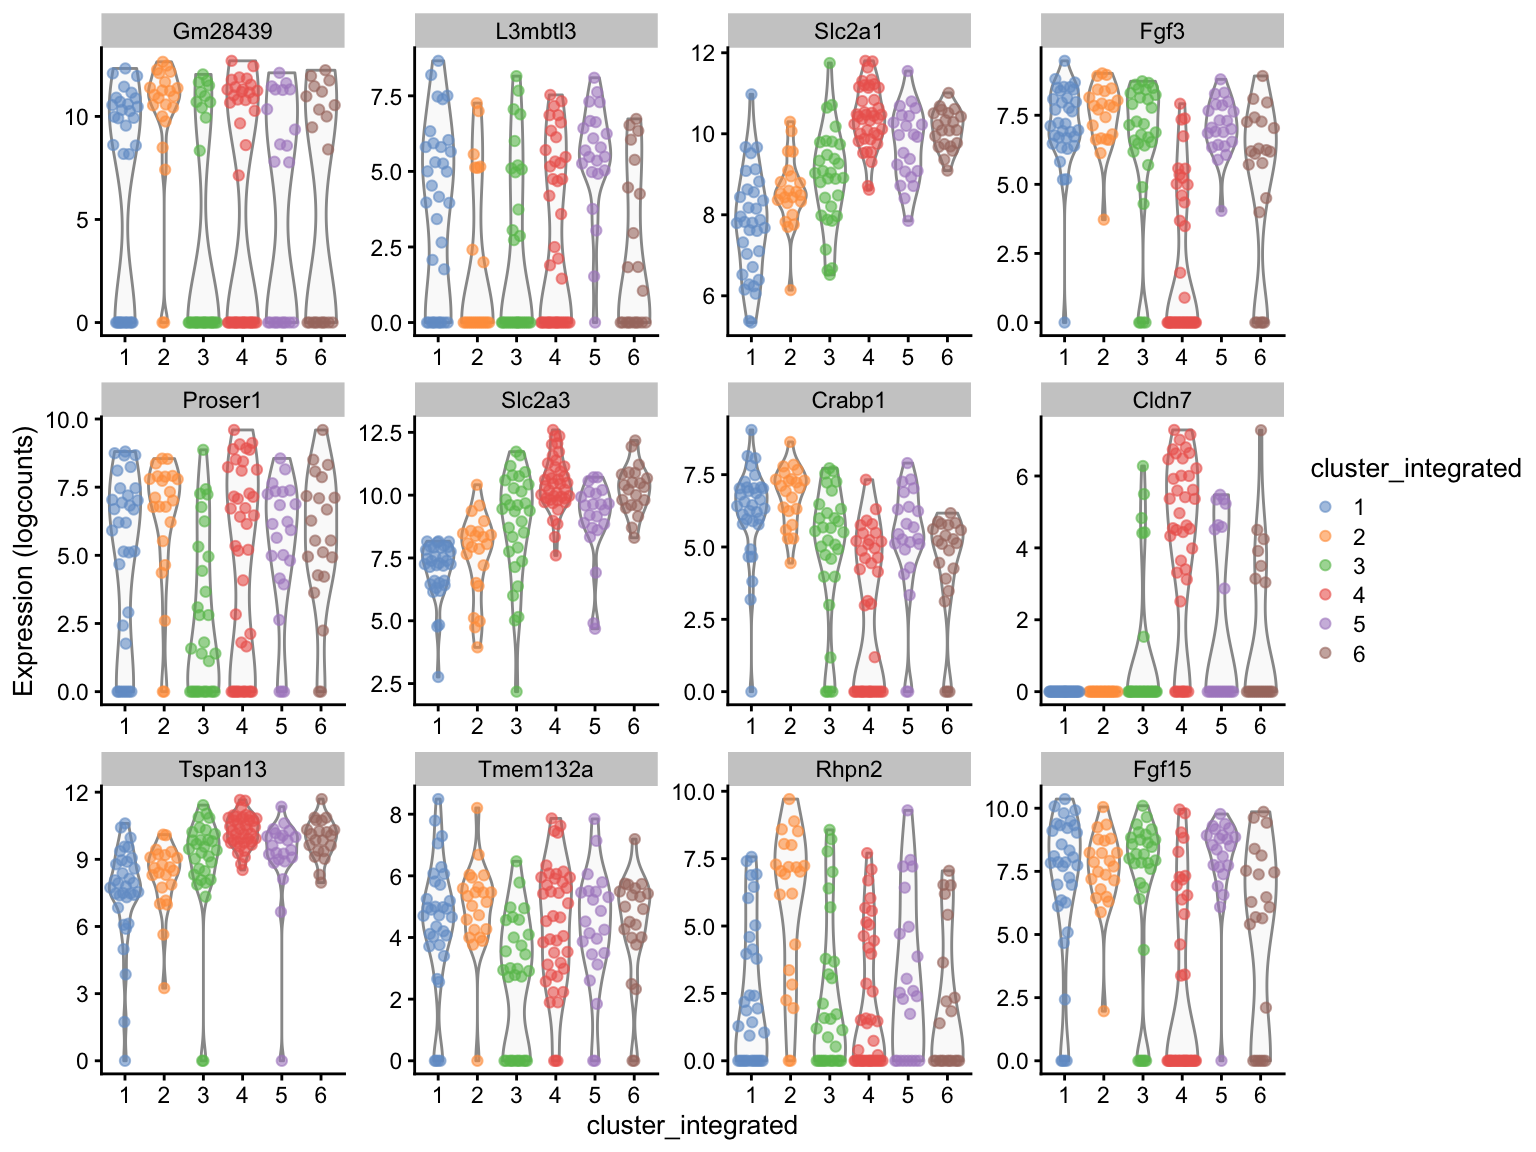 Gm28439 L3mbtl3 Slc2a1 Fgf3
10 5 0
7.5 5.0 2.5 0.0
12 10 8 6
7.5 5.0 2.5 0.0
1 2 3 4 5 6 1 2 3 4 5 6 1 2 3 4 5 6 1 2 3 4 5 6
Proser1 Slc2a3 Crabp1 Cldn7
10.0 7.5 5.0 2.5 0.0
12.5 10.0 7.5 5.0 2.5
7.5 5.0 2.5 0.0
6 4 2 0
1 2 3 4 5 6 1 2 3 4 5 6 1 2 3 4 5 6 1 2 3 4 5 6
Tspan13 Tmem132a Rhpn2 Fgf15
12 9 6 3 0
8 6 4 2 0
10.0 7.5 5.0 2.5 0.0
10.0 7.5 5.0 2.5 0.0
1 2 3 4 5 6 1 2 3 4 5 6 1 2 3 4 5 6 1 2 3 4 5 6
Expression (logcounts)
cluster_integrated
cluster_integrated
1
2
3
4
5
6